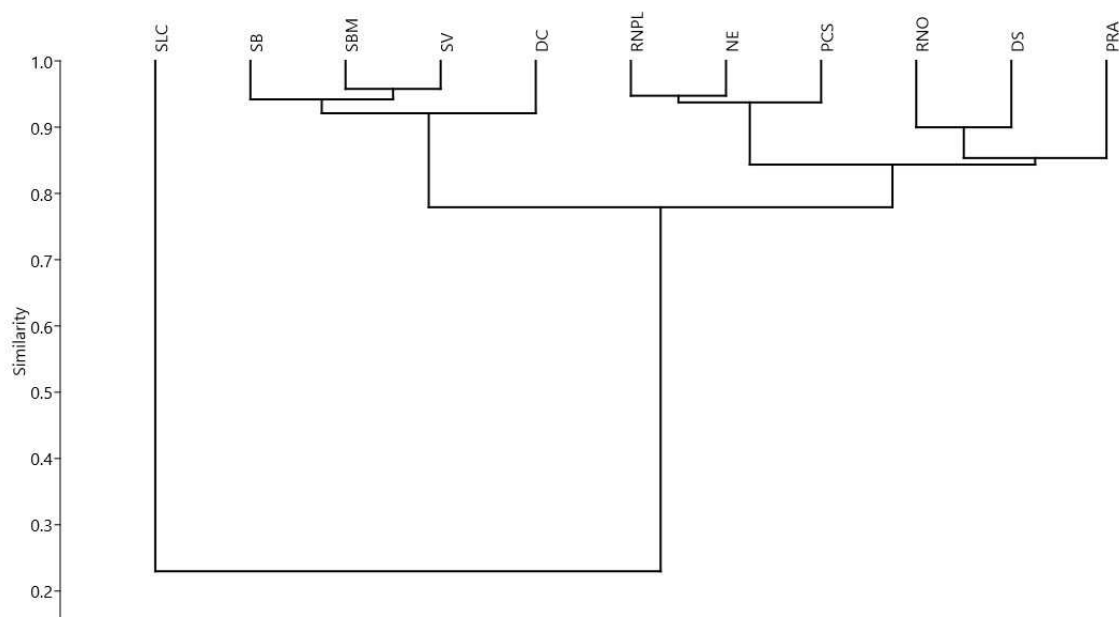 SLC
SB
SBM
SV
DC
RNPL
NE
PCS
RNO
DS
PRA
1.0
0.9
0.8
0.7
0.6
0.5
0.4
0.3
0.2
Similarity